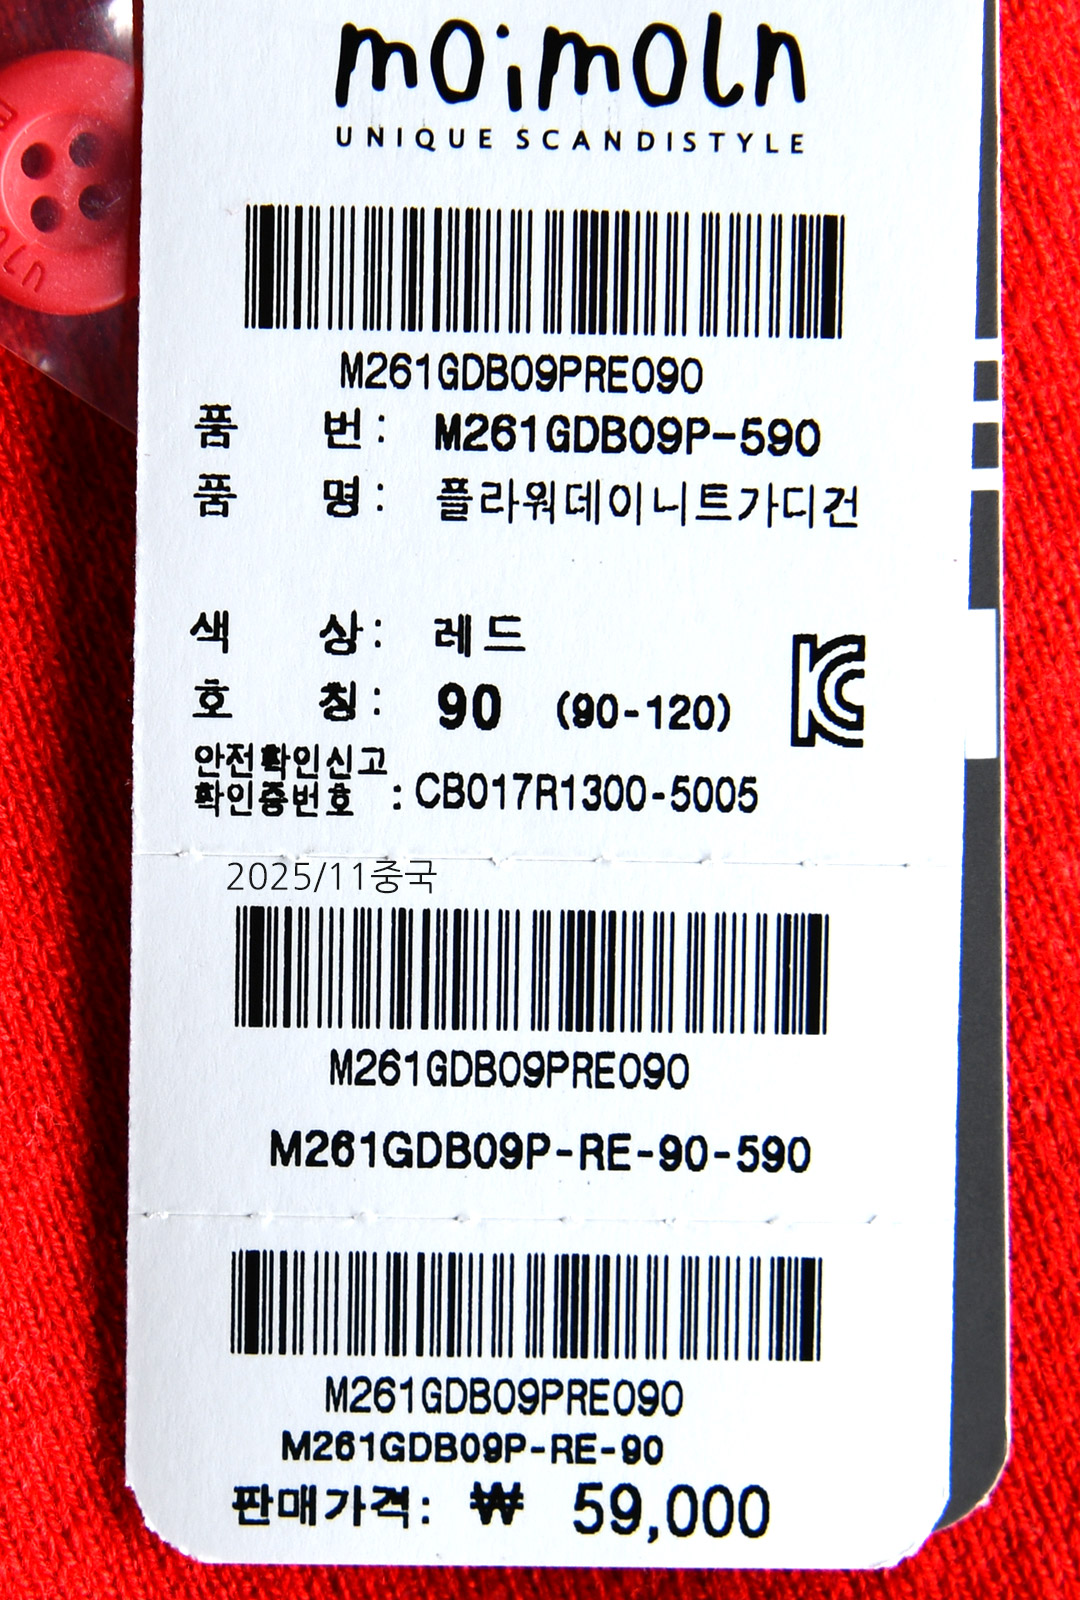 moimoln
UNIQUE SCANDISTYLE
M261GDB09PRE090
품 번: M261GDB09P-590
품 명: 플라워데이니트가디건
색 상: 레드
호 칭: 90 (90-120)
안전확인신고
확인증번호 : CB017R1300-5005
2025/11중국
M261GDB09PRE090
M261GDB09P-RE-90-590
M261GDB09PRE090
M261GDB09P-RE-90
판매가격: ₩ 59,000